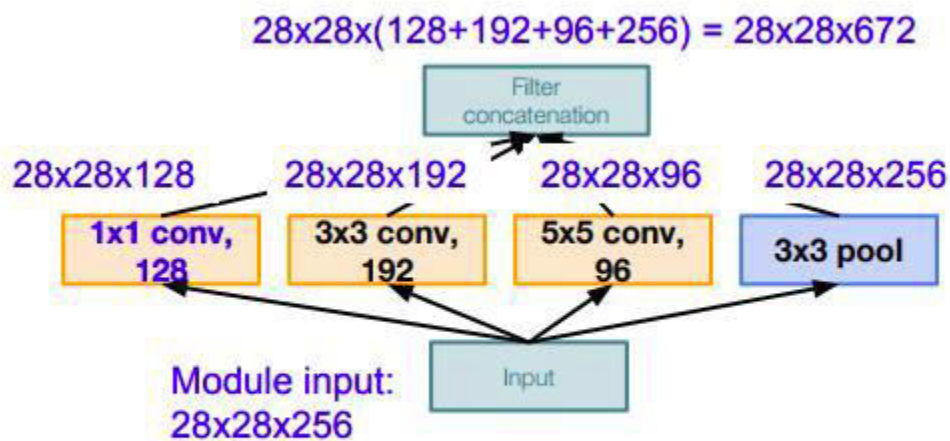 28x28x(128+192+96+256) = 28x28x672
Filter
concatenation
28x28x128
28x28x192
28x28x96
28x28x256
1x1 conv,
128
3x3 conv,
192
5x5 conv,
96
3x3 pool
Module input:
28x28x256
Input